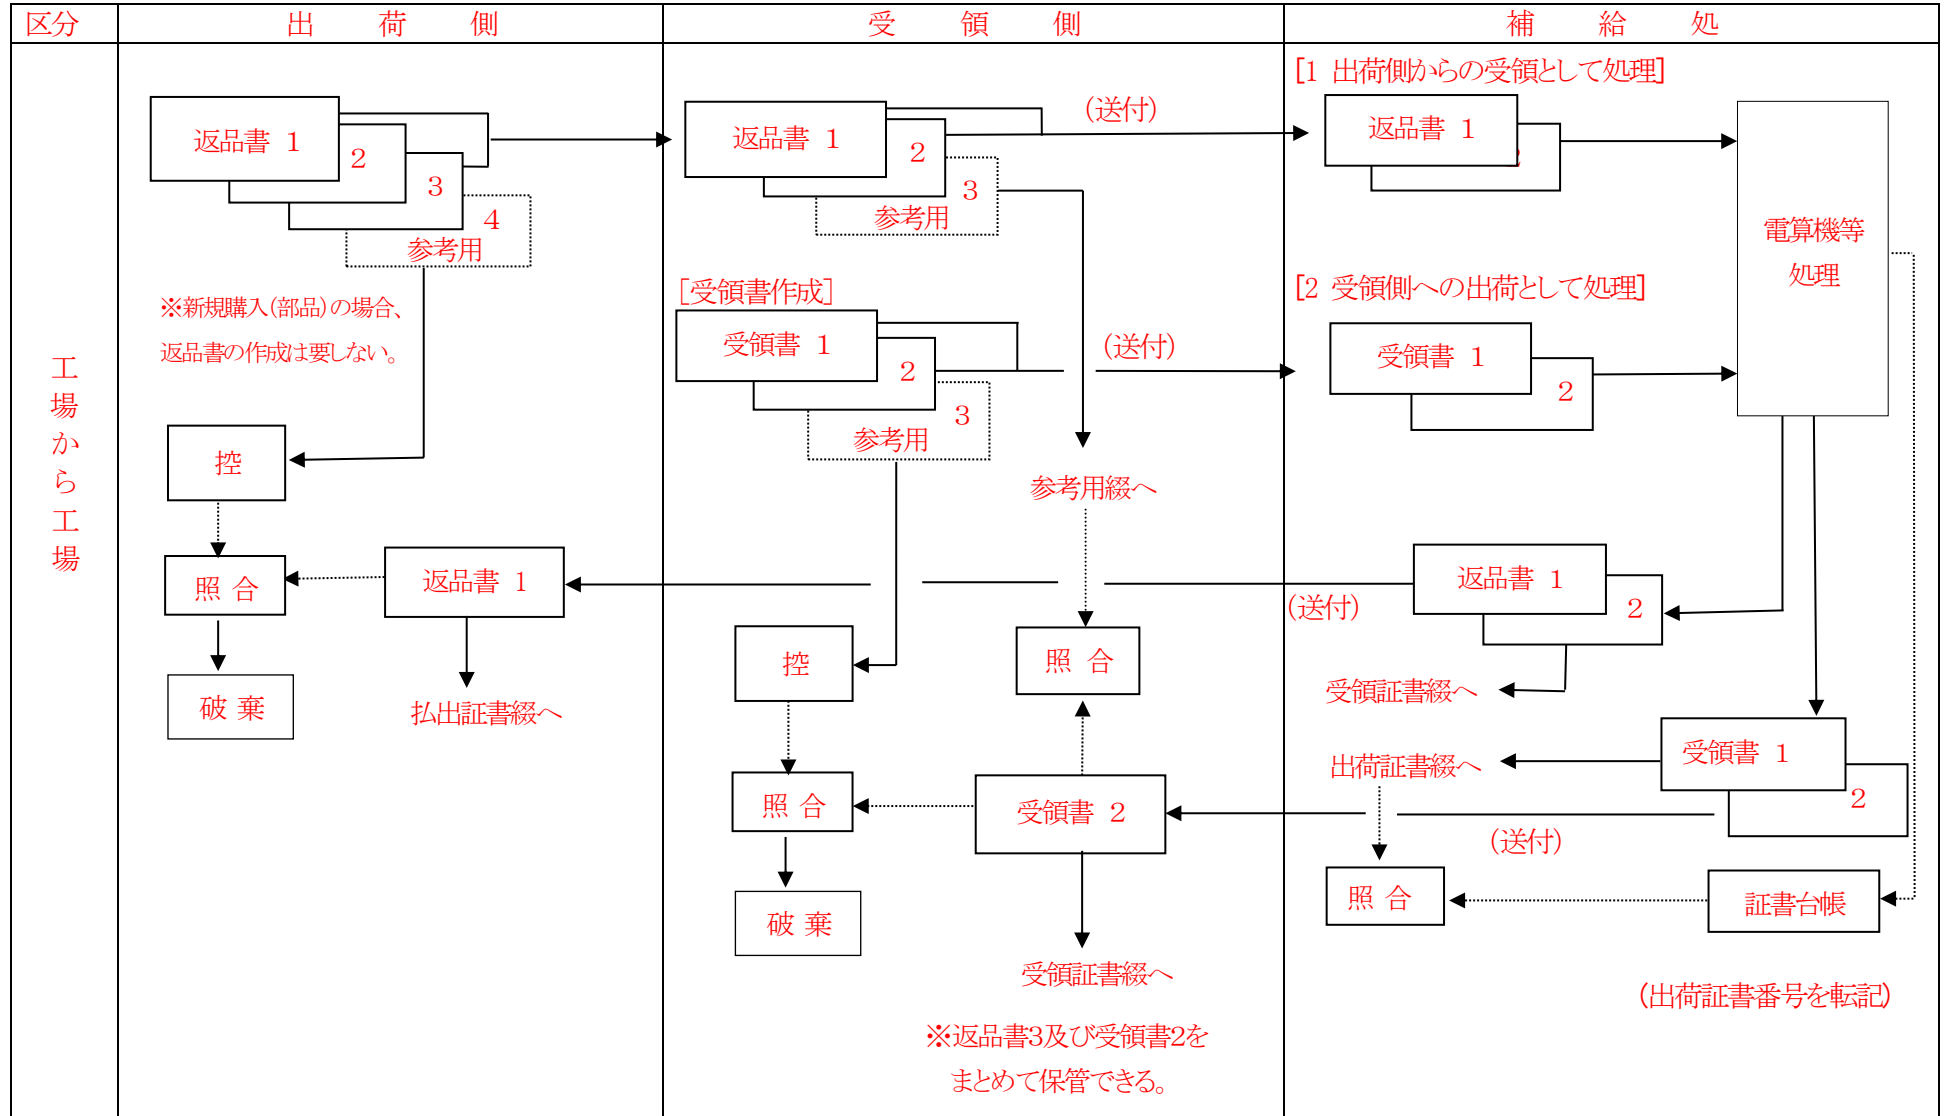 区分
出荷側
受領側
補給処
工場から工場
返品書 1
2
3
4
参考用
※新規購入(部品)の場合、
返品書の作成は要しない。
控
照 合
破 棄
返品書 1
払出証書綴へ
返品書 1
2
3
参考用
(送付)
[受領書作成]
受領書 1
2
3
参考用
(送付)
参考用綴へ
控
照 合
照 合
破 棄
受領書 2
受領証書綴へ
※返品書3及び受領書2を
まとめて保管できる。
[1 出荷側からの受領として処理]
返品書 1
2
電算機等
処理
[2 受領側への出荷として処理]
受領書 1
2
返品書 1
2
(送付)
受領証書綴へ
受領書 1
2
出荷証書綴へ
(送付)
照 合
証書台帳
(出荷証書番号を転記)